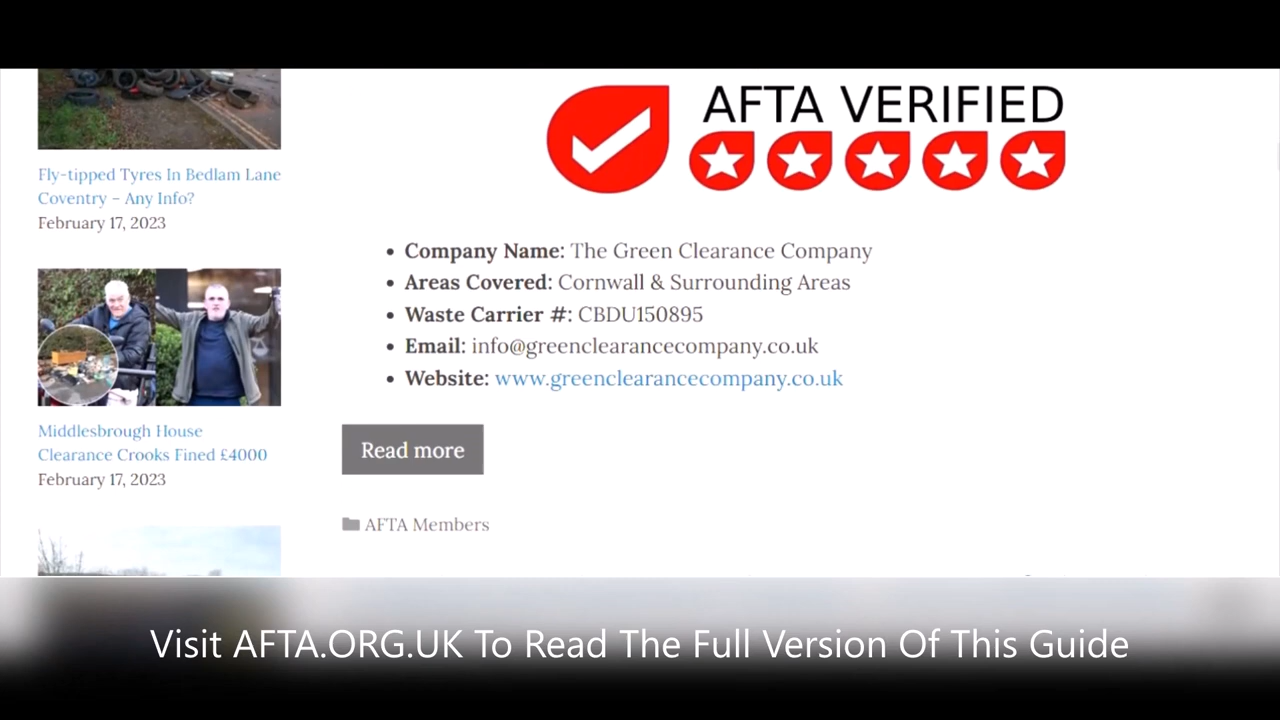 Fly-tipped Tyres In Bedlam Lane
Coventry – Any Info?
February 17, 2023
Middlesbrough House
Clearance Crooks Fined £4000
February 17, 2023
AFTA VERIFIED
• Company Name: The Green Clearance Company
• Areas Covered: Cornwall & Surrounding Areas
• Waste Carrier #: CBDU150895
• Email: info@greenclearancecompany.co.uk
• Website: www.greenclearancecompany.co.uk
Read more
AFTA Members
Visit AFTA.ORG.UK To Read The Full Version Of This Guide